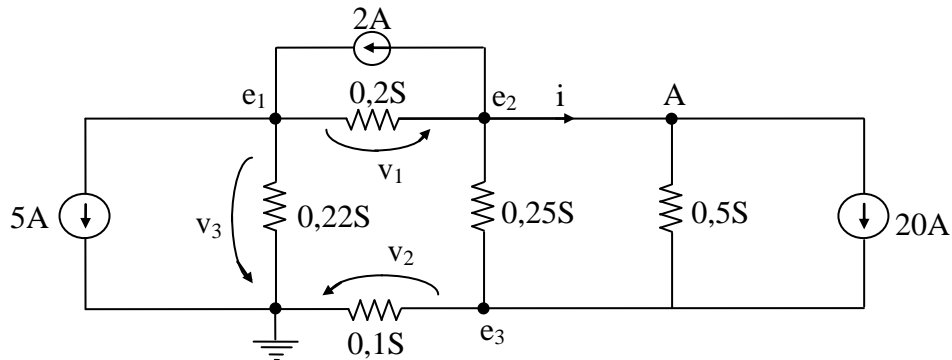 2A
e₁
0,2S
e₂
i
A
v₁
5A
v₃
0,22S
0,25S
0,5S
20A
v₂
0,1S
e₃